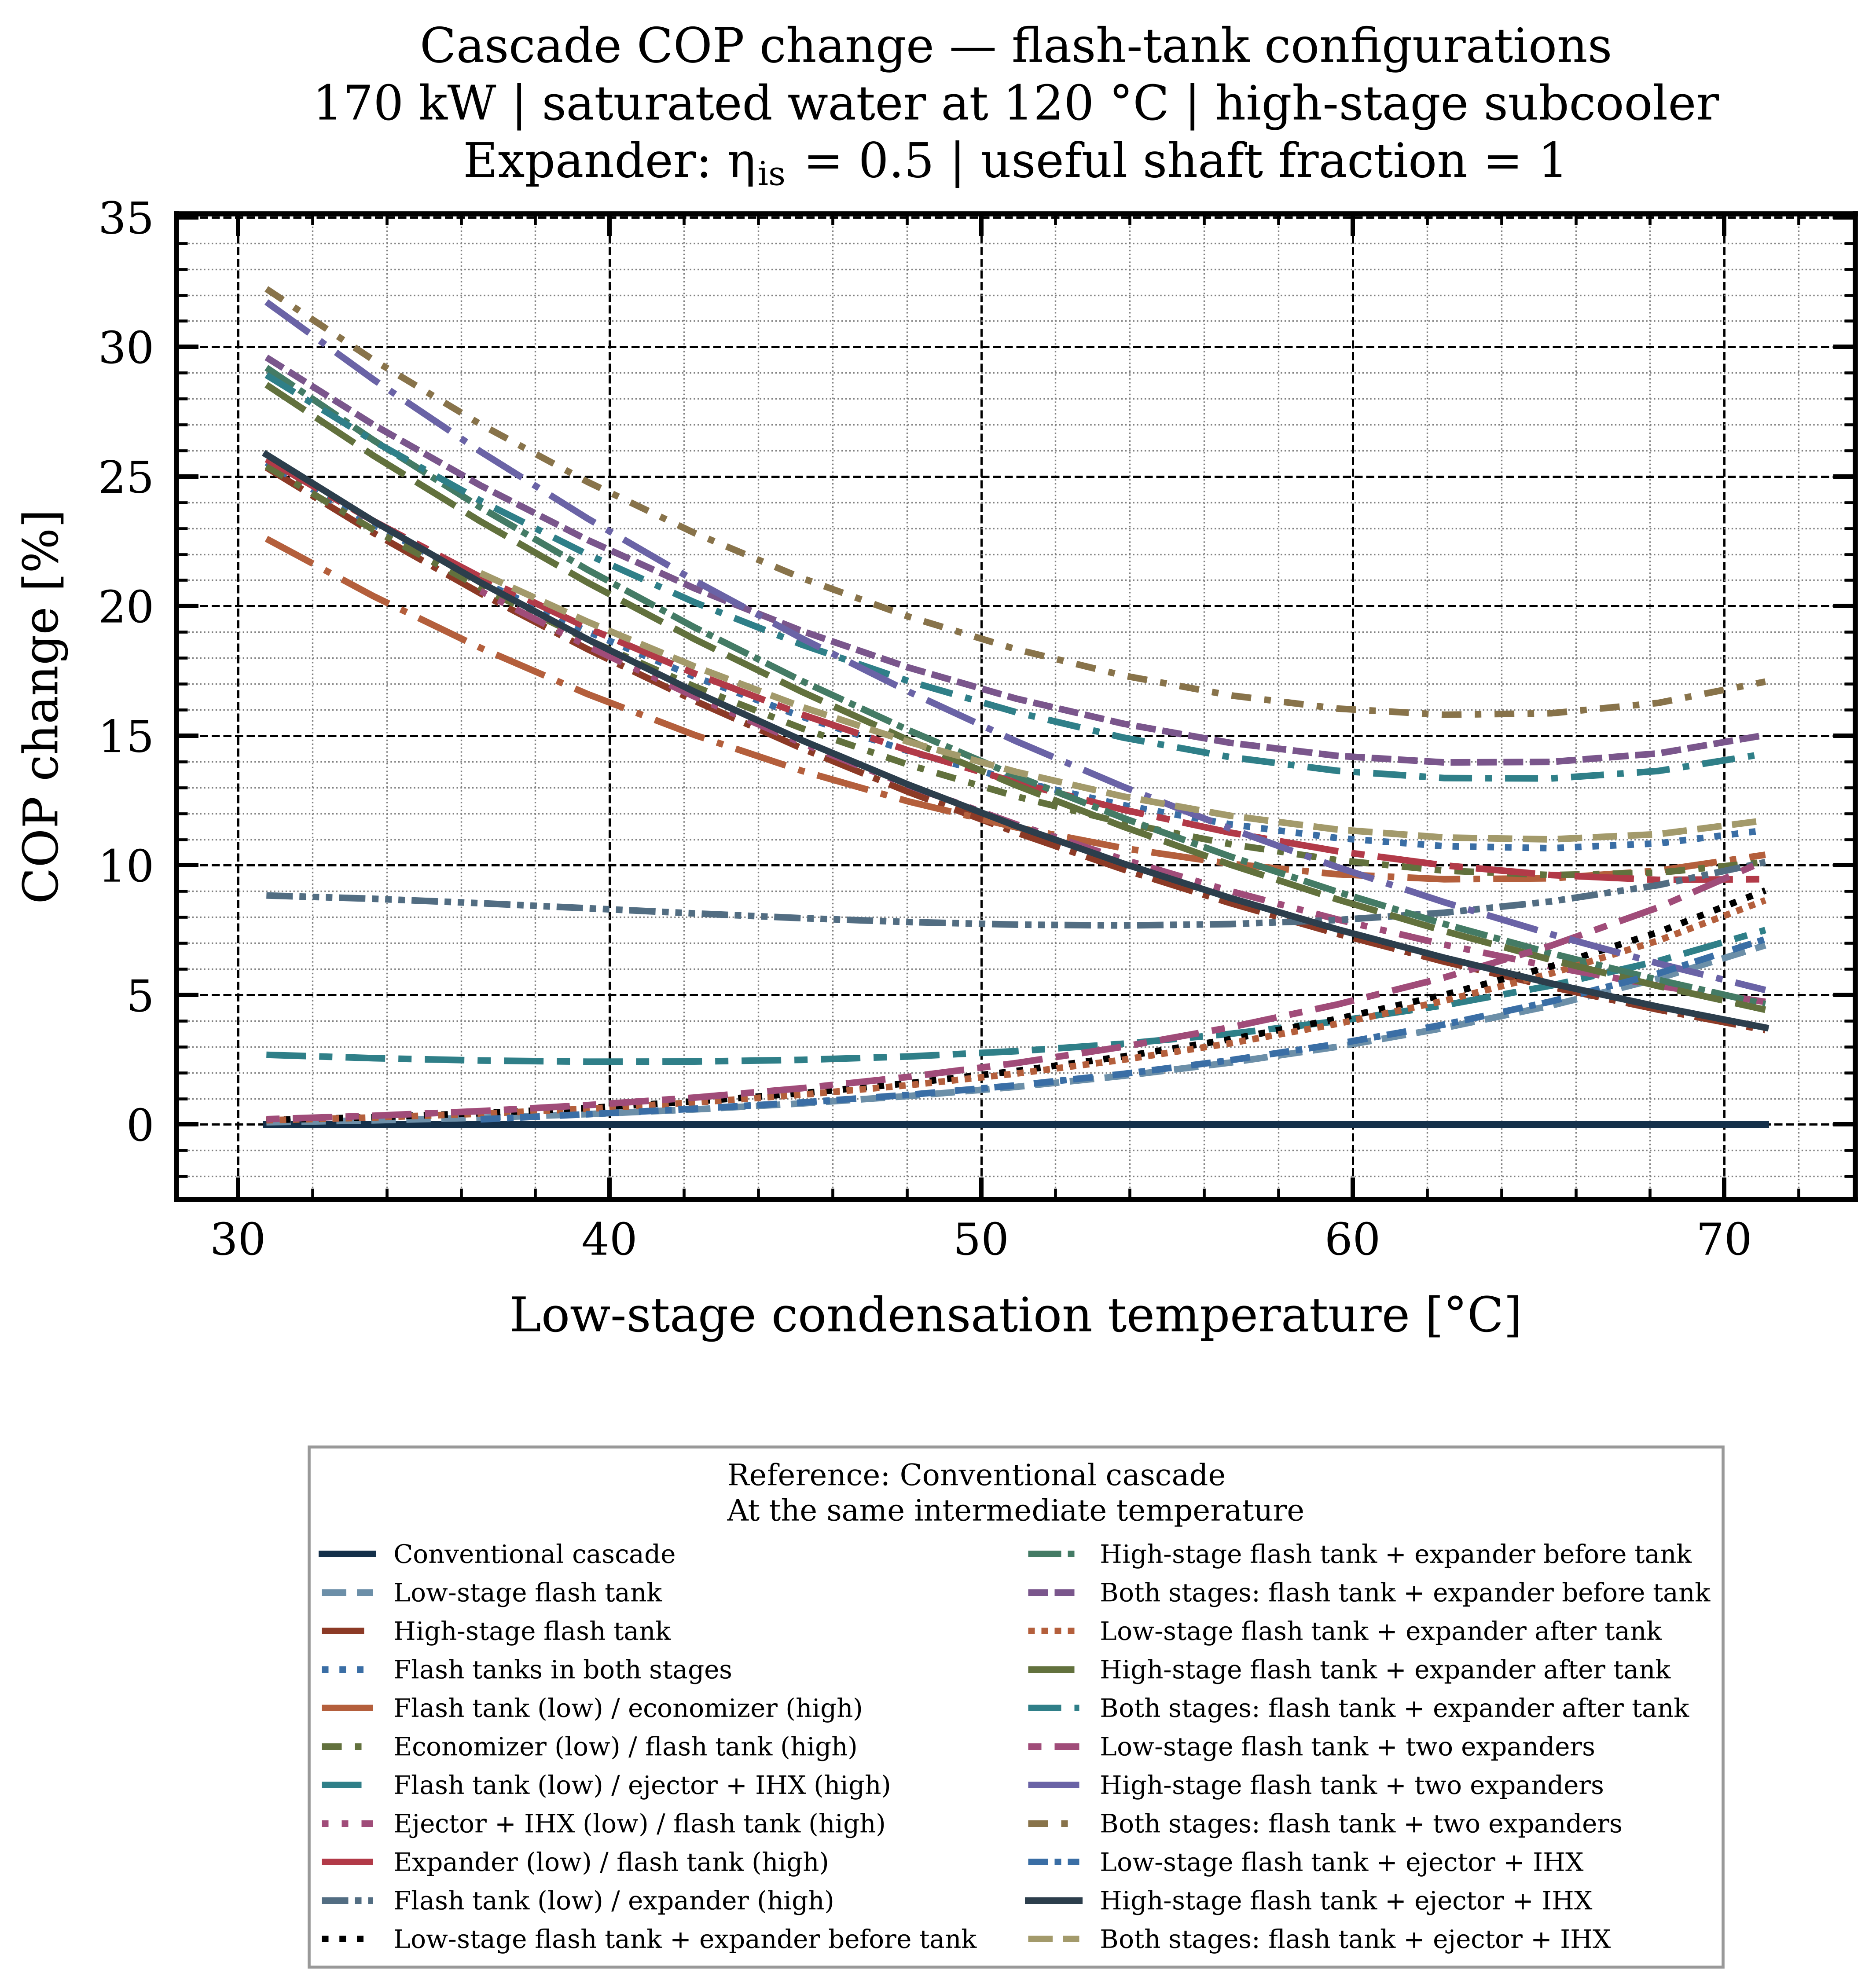 Cascade COP change — flash-tank configurations
170 kW | saturated water at 120 °C | high-stage subcooler
Expander: ηis = 0.5 | useful shaft fraction = 1
35
30
25
20
15
10
5
0
COP change [%]
30 40 50 60 70
Low-stage condensation temperature [°C]
Reference: Conventional cascade
At the same intermediate temperature
Conventional cascade
Low-stage flash tank
High-stage flash tank
Flash tanks in both stages
Flash tank (low) / economizer (high)
Economizer (low) / flash tank (high)
Flash tank (low) / ejector + IHX (high)
Ejector + IHX (low) / flash tank (high)
Expander (low) / flash tank (high)
Flash tank (low) / expander (high)
Low-stage flash tank + expander before tank
High-stage flash tank + expander before tank
Both stages: flash tank + expander before tank
Low-stage flash tank + expander after tank
High-stage flash tank + expander after tank
Both stages: flash tank + expander after tank
Low-stage flash tank + two expanders
High-stage flash tank + two expanders
Both stages: flash tank + two expanders
Low-stage flash tank + ejector + IHX
High-stage flash tank + ejector + IHX
Both stages: flash tank + ejector + IHX